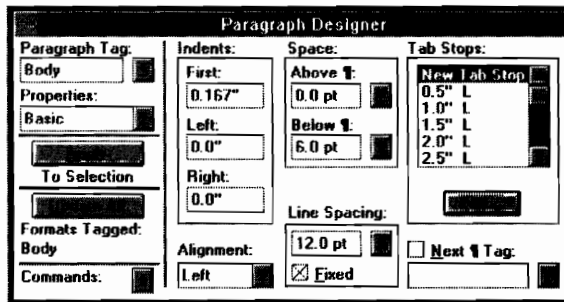 Paragraph Designer
Paragraph Tag:
Body
Properties:
Basic
To Selection
Formats Tagged:
Body
Commands:
Indents:
First:
0.167"
Left:
0.0"
Right:
0.0"
Alignment:
Left
Space:
Above ¶:
0.0 pt
Below ¶:
6.0 pt
Line Spacing:
12.0 pt
Fixed
Tab Stops:
New Tab Stop
0.5" L
1.0" L
1.5" L
2.0" L
2.5" L
Next ¶ Tag: